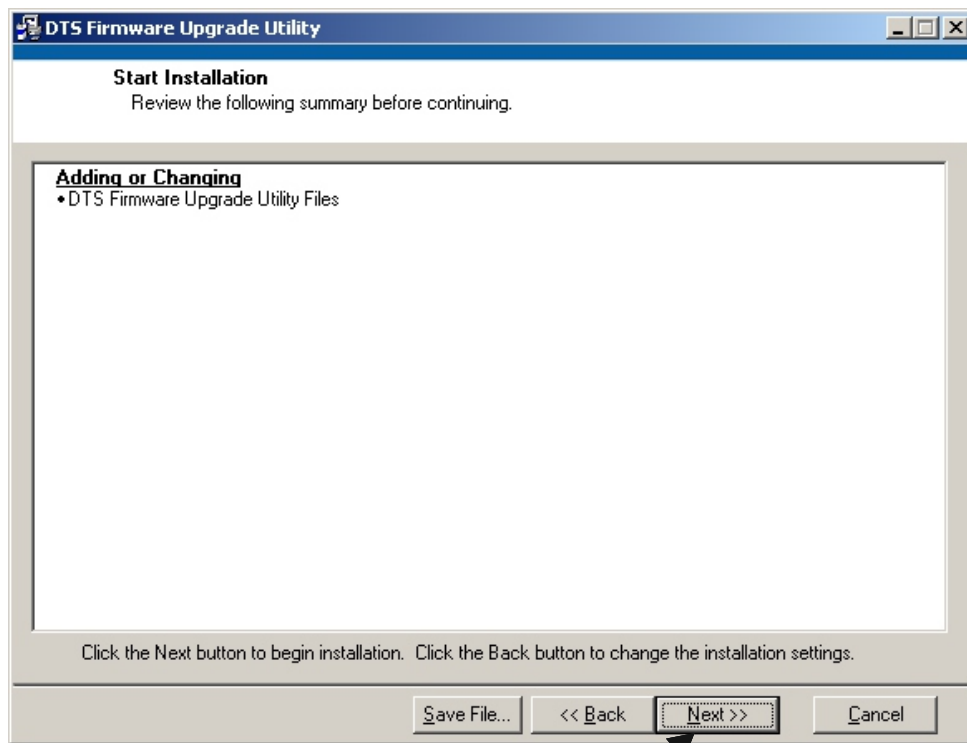 DTS Firmware Upgrade Utility
Start Installation
Review the following summary before continuing.
Adding or Changing
•DTS Firmware Upgrade Utility Files
Click the Next button to begin installation. Click the Back button to change the installation settings.
Save File... << Back Next >> Cancel